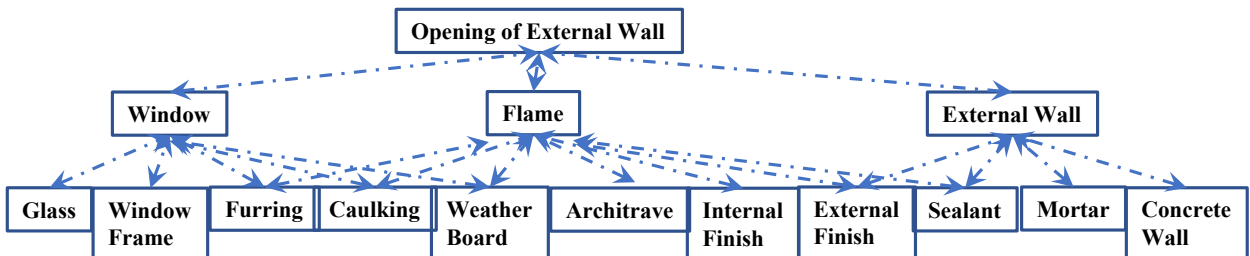 Opening of External Wall
Window
Flame
External Wall
Glass
Window
Frame
Furring
Caulking
Weather
Board
Architrave
Internal
Finish
External
Finish
Sealant
Mortar
Concrete
Wall